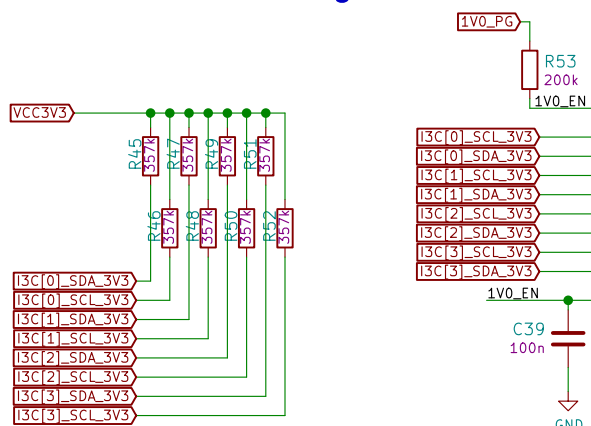 1V0_PG
R53
200k
1V0_EN
VCC3V3
R45
357k
R47
357k
R49
357k
R51
357k
R46
357k
R48
357k
R50
357k
R52
357k
I3C[0]_SCL_3V3
I3C[0]_SDA_3V3
I3C[1]_SCL_3V3
I3C[1]_SDA_3V3
I3C[2]_SCL_3V3
I3C[2]_SDA_3V3
I3C[3]_SCL_3V3
I3C[3]_SDA_3V3
I3C[0]_SDA_3V3
I3C[0]_SCL_3V3
I3C[1]_SDA_3V3
I3C[1]_SCL_3V3
I3C[2]_SDA_3V3
I3C[2]_SCL_3V3
I3C[3]_SDA_3V3
I3C[3]_SCL_3V3
1V0_EN
C39
100n
GND